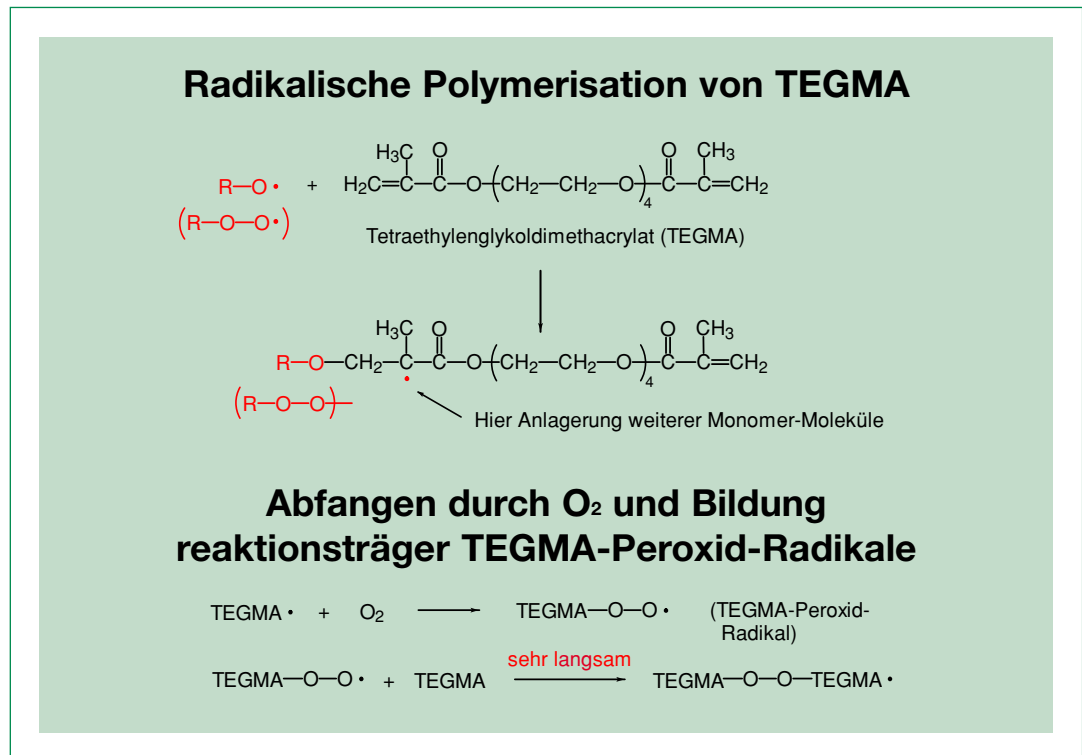 Radikalische Polymerisation von TEGMA
R—O• + H₂C=C(H₃C)—C(=O)—O—(CH₂—CH₂—O)₄—C(=O)—C(CH₃)=CH₂
(R—O—O•)
Tetraethylenglykoldimethacrylat (TEGMA)
R—O—CH₂—C•(H₃C)—C(=O)—O—(CH₂—CH₂—O)₄—C(=O)—C(CH₃)=CH₂
(R—O—O)—
Hier Anlagerung weiterer Monomer-Moleküle
Abfangen durch O₂ und Bildung
reaktionsträger TEGMA-Peroxid-Radikale
TEGMA• + O₂ → TEGMA—O—O• (TEGMA-Peroxid-
Radikal)
sehr langsam
TEGMA—O—O• + TEGMA → TEGMA—O—O—TEGMA•